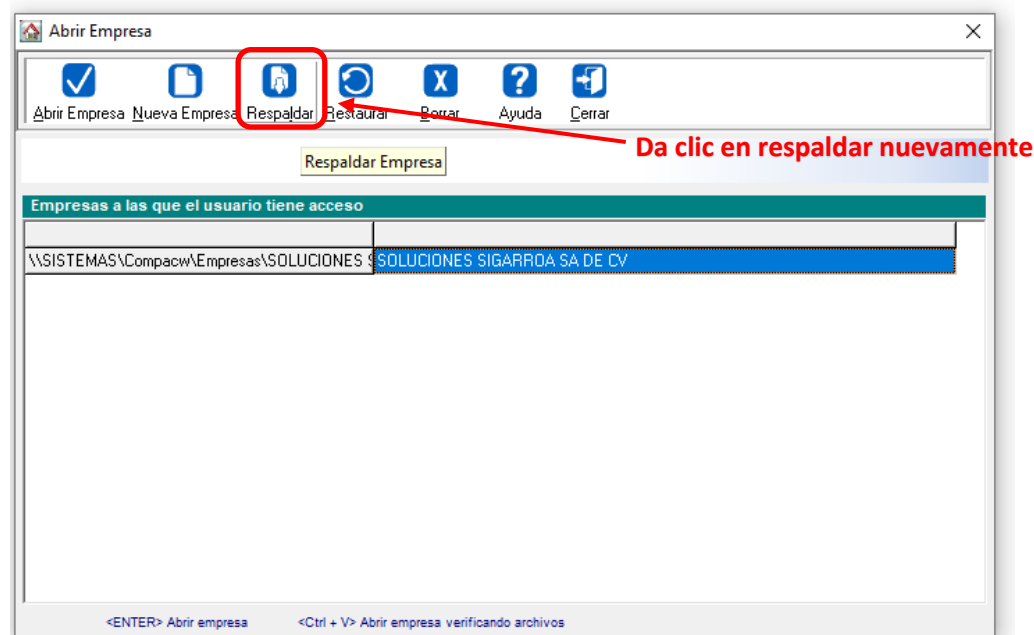 Abrir Empresa
Abrir Empresa Nueva Empresa Respaldar Restaurar Borrar Ayuda Cerrar
Da clic en respaldar nuevamente
Respaldar Empresa
Empresas a las que el usuario tiene acceso
\\SISTEMAS\Compacw\Empresas\SOLUCIONES SOLUCIONES SIGARROA SA DE CV
<ENTER> Abrir empresa <Ctrl + V> Abrir empresa verificando archivos